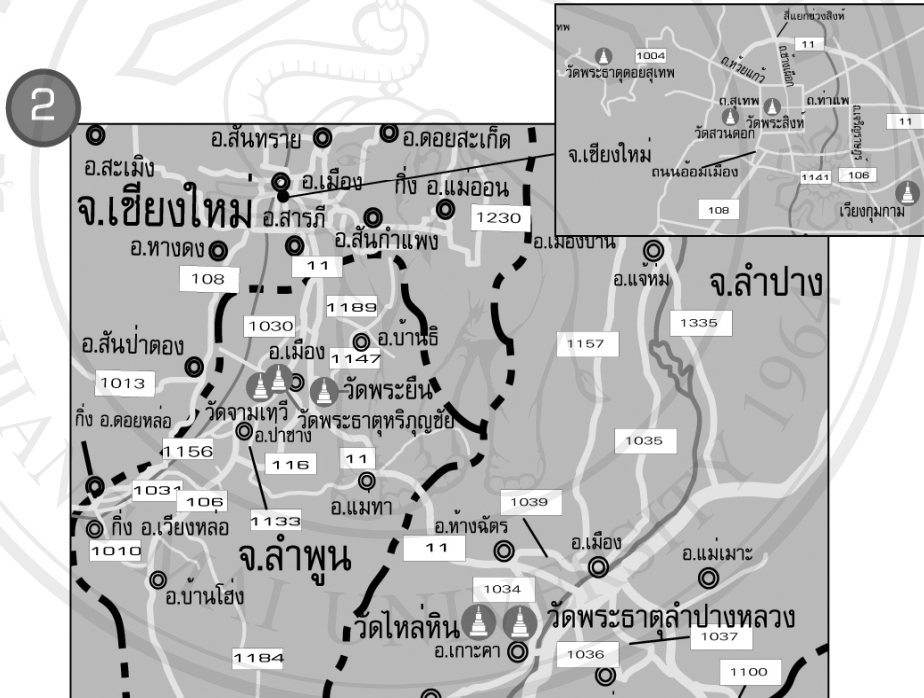 2
สี่แยกข่วงสิงห์
11
1004
วัดพระธาตุดอยสุเทพ
ถ.ห้วยแก้ว
ถ.ช้างเผือก
ถ.สุเทพ
ถ.ท่าแพ
วัดพระสิงห์
วัดสวนดอก
11
จ.เชียงใหม่
ถนนอ้อมเมือง
1141
106
108
เวียงกุมกาม
อ.สันทราย
อ.ดอยสะเก็ด
อ.สะเมิง
อ.เมือง
กิ่ง อ.แม่ออน
จ.เชียงใหม่
อ.สารภี
1230
อ.หางดง
อ.สันกำแพง
อ.เมืองปาน
11
108
อ.แจ้ห่ม
จ.ลำปาง
1189
1030
1335
อ.บ้านธิ
อ.สันป่าตอง
อ.เมือง
1147
1157
1013
วัดพระยืน
วัดจามเทวี
วัดพระธาตุหริภุญชัย
กิ่ง อ.ดอยหล่อ
อ.ป่าซาง
1035
1156
116
11
1031
106
อ.แม่ทา
1039
1133
กิ่ง อ.เวียงหล่อ
อ.ห้างฉัตร
1010
11
อ.เมือง
อ.แม่เมาะ
จ.ลำพูน
1034
อ.บ้านโฮ่ง
วัดไหล่หิน
วัดพระธาตุลำปางหลวง
1037
อ.เกาะคา
1036
1184
1100
UNIVERSITY 1964